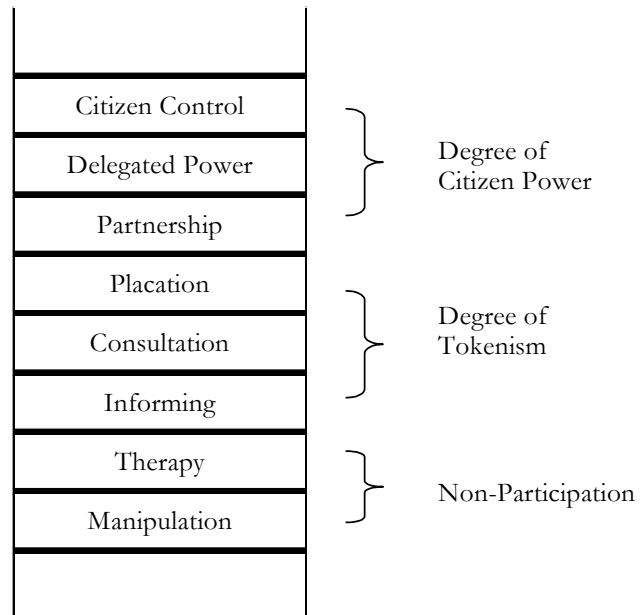 Citizen Control
Delegated Power
Partnership
Placation
Consultation
Informing
Therapy
Manipulation
Degree of
Citizen Power
Degree of
Tokenism
Non-Participation